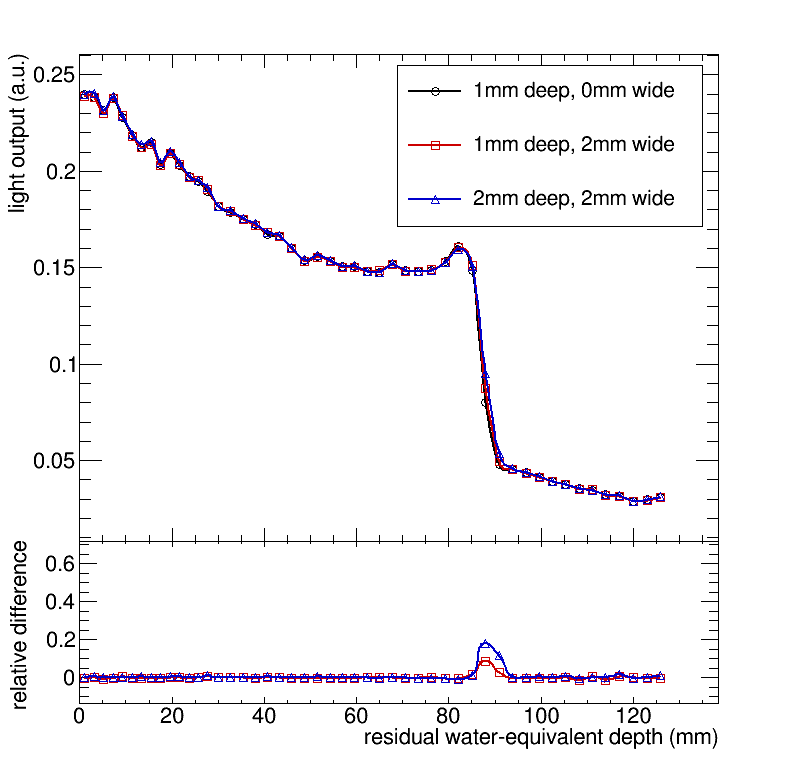 light output (a.u.)
0.25
0.2
0.15
0.1
0.05
1mm deep, 0mm wide
1mm deep, 2mm wide
2mm deep, 2mm wide
relative difference
0.6
0.4
0.2
0
0 20 40 60 80 100 120
residual water-equivalent depth (mm)